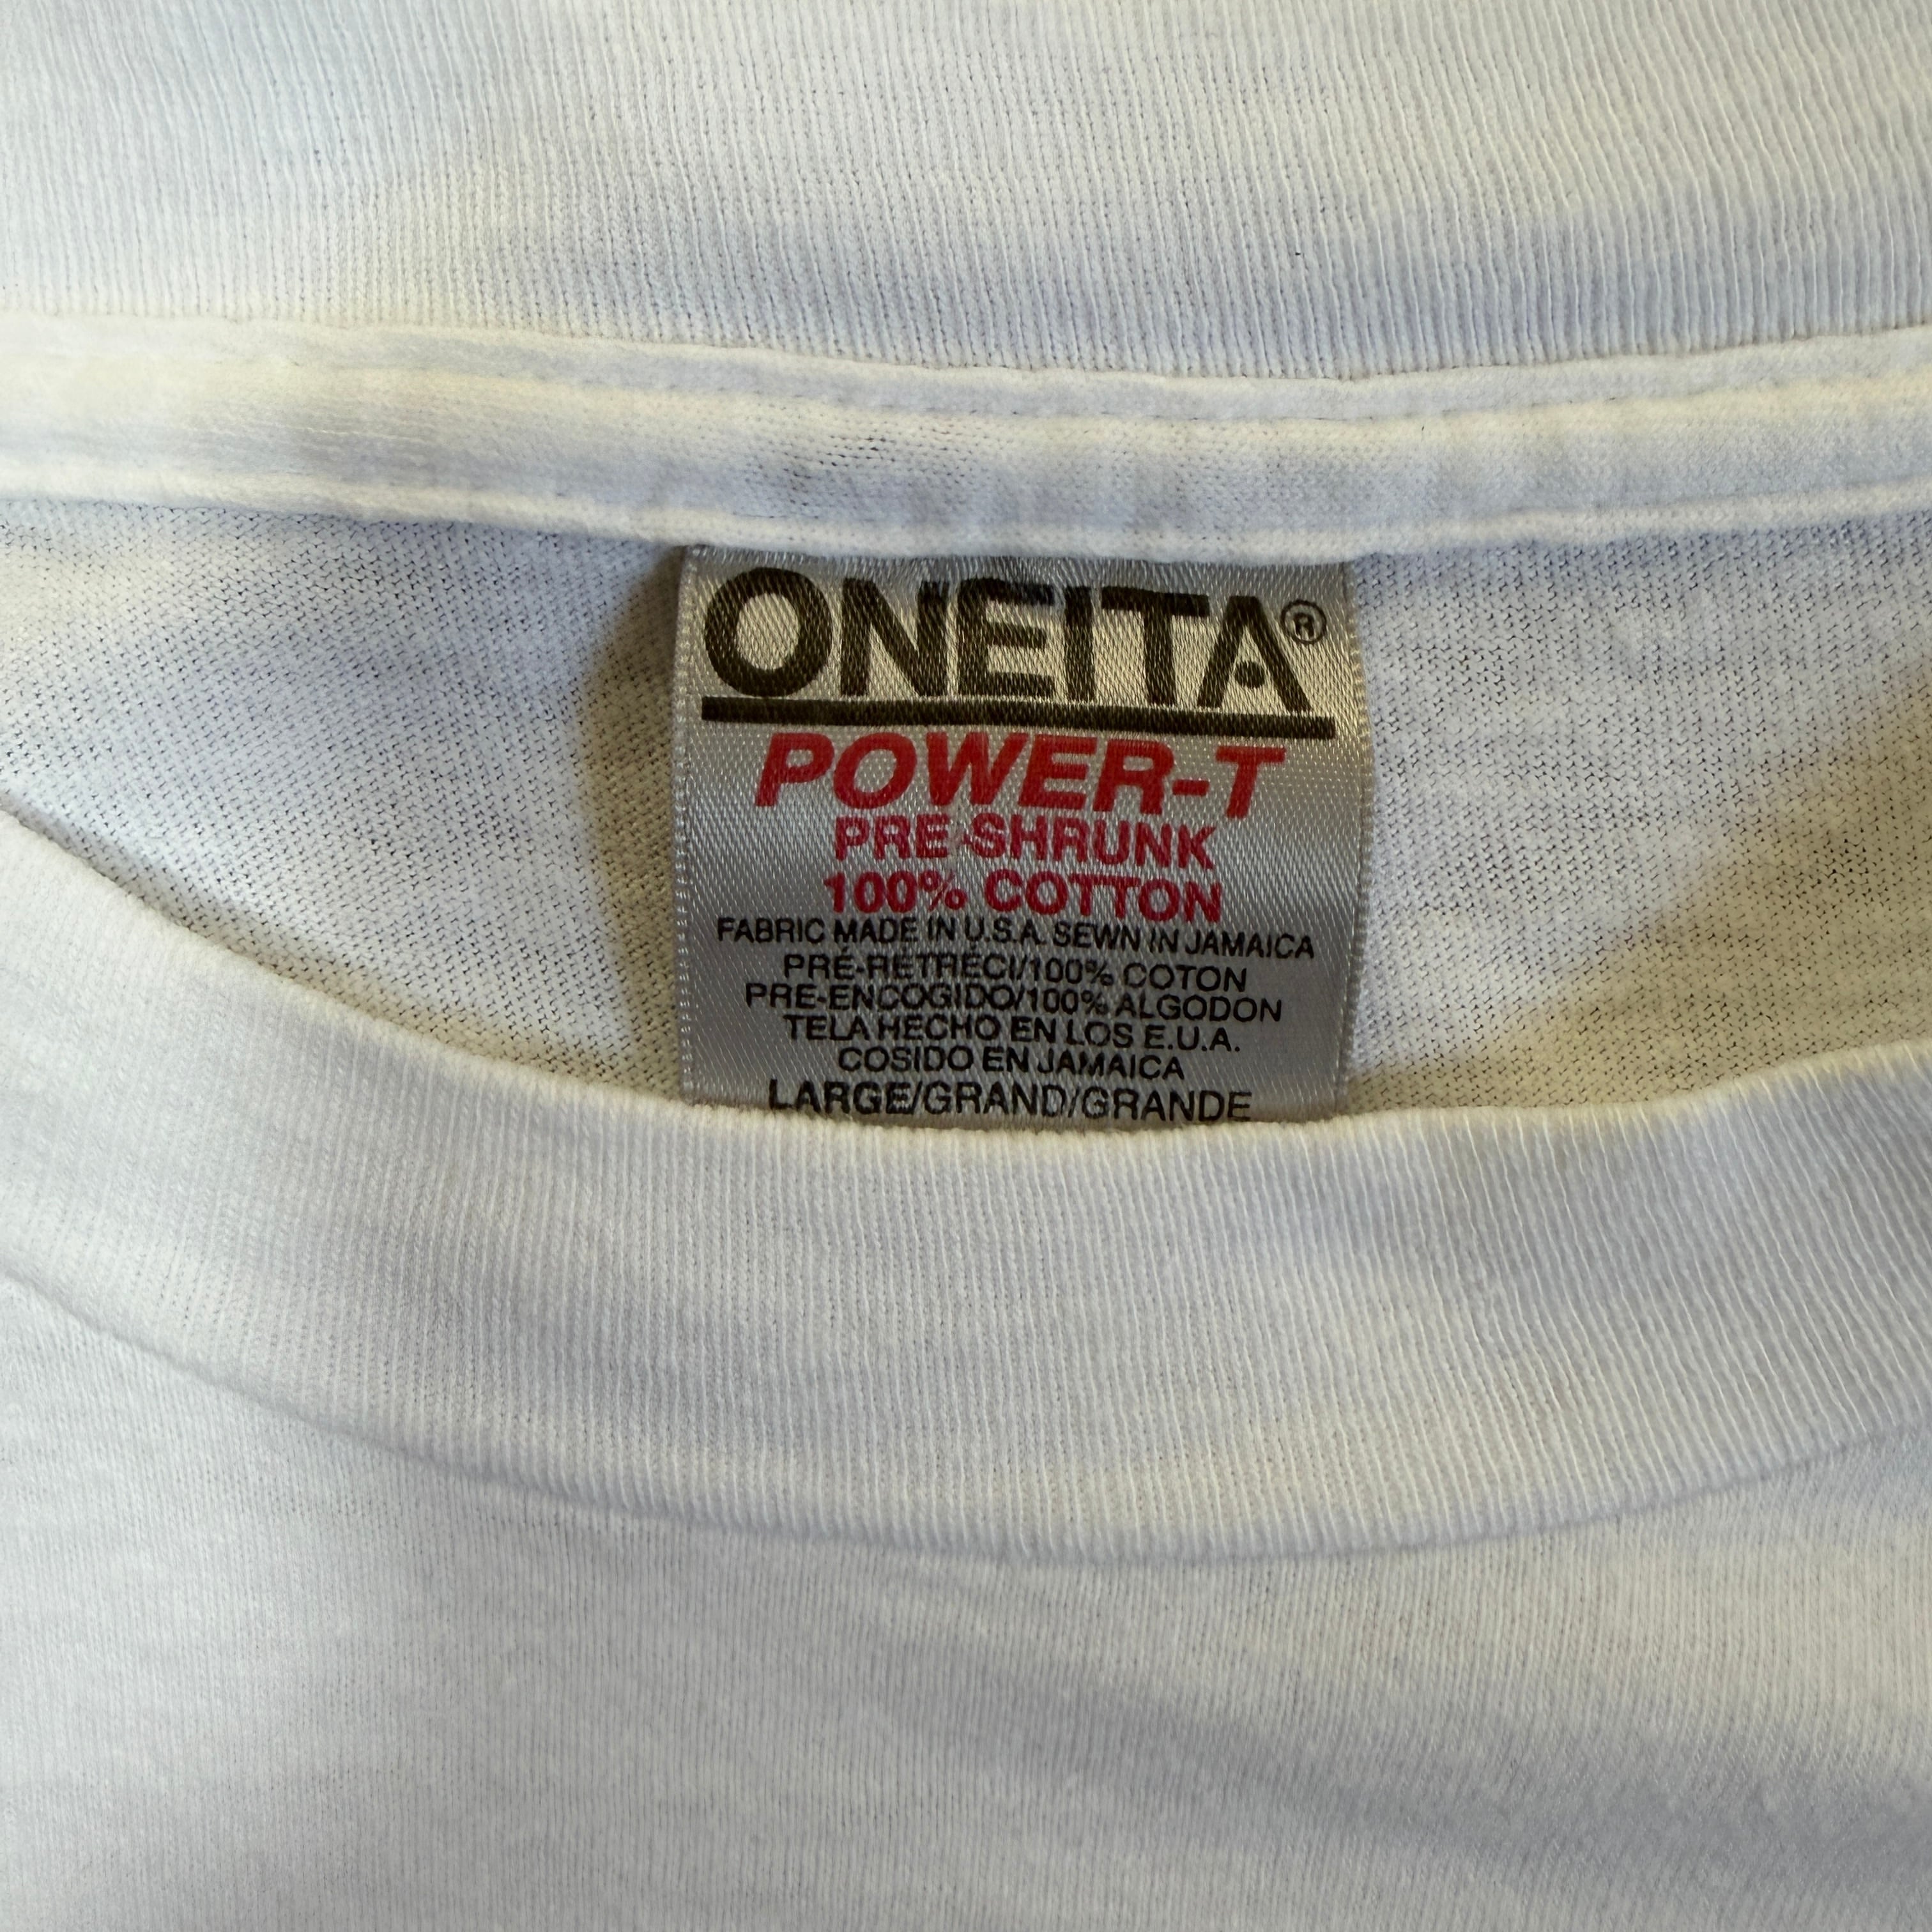 ONEITA®
POWER-T
PRE-SHRUNK
100% COTTON
FABRIC MADE IN U.S.A. SEWN IN JAMAICA
PRÉ-RETRECI/100% COTON
PRE-ENCOGIDO/100% ALGODON
TELA HECHO EN LOS E.U.A.
COSIDO EN JAMAICA
LARGE/GRAND/GRANDE